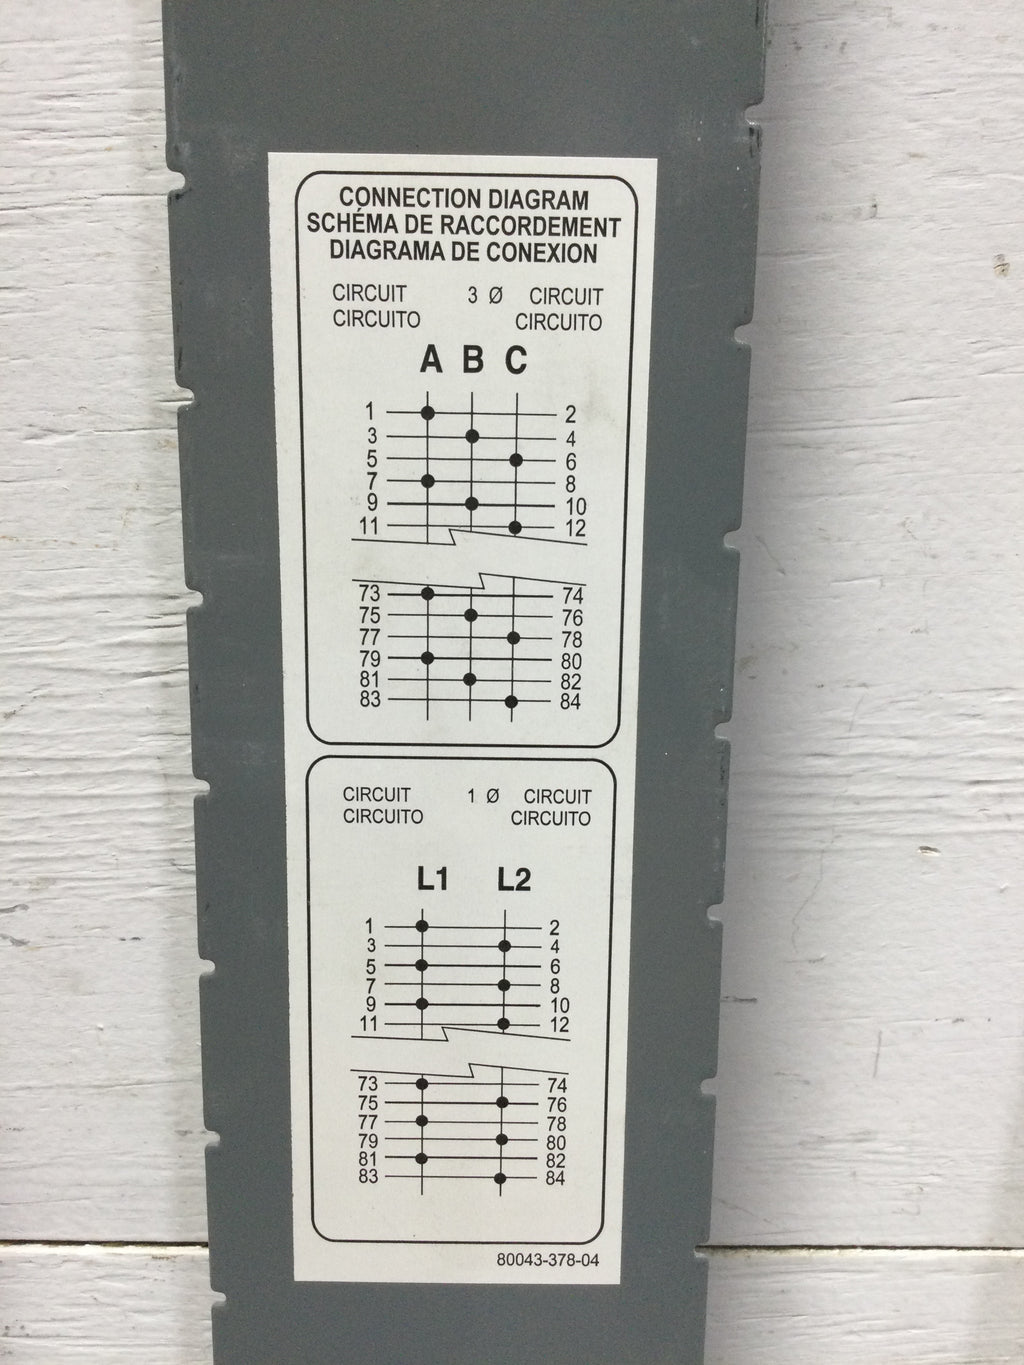 CONNECTION DIAGRAM
SCHÉMA DE RACCORDEMENT
DIAGRAMA DE CONEXION
CIRCUIT 3 Ø CIRCUIT
CIRCUITO CIRCUITO
A B C
1 2
3 4
5 6
7 8
9 10
11 12
73 74
75 76
77 78
79 80
81 82
83 84
CIRCUIT 1 Ø CIRCUIT
CIRCUITO CIRCUITO
L1 L2
1 2
3 4
5 6
7 8
9 10
11 12
73 74
75 76
77 78
79 80
81 82
83 84
80043-378-04